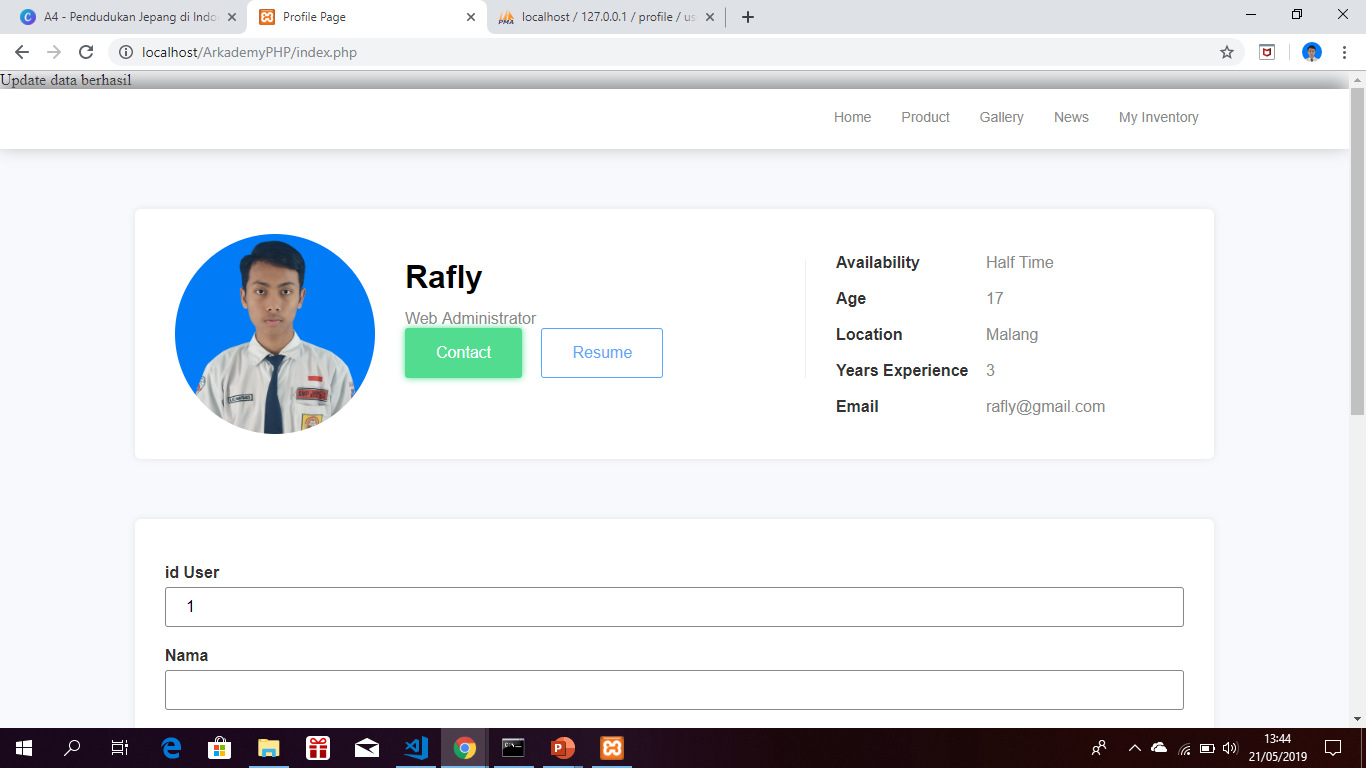 A4 - Pendudukan Jepang di Indo
Profile Page
localhost / 127.0.0.1 / profile / us
localhost/ArkademyPHP/index.php
Update data berhasil
Home Product Gallery News My Inventory
Rafly
Web Administrator
Contact Resume
Availability Half Time
Age 17
Location Malang
Years Experience 3
Email rafly@gmail.com
id User
1
Nama
13:44
21/05/2019